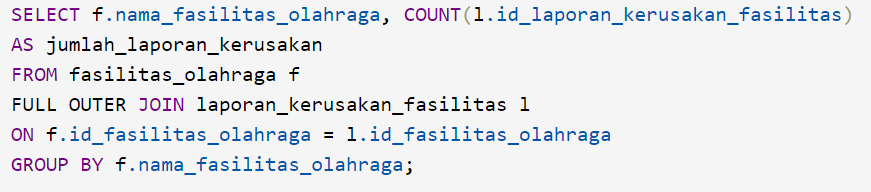 SELECT f.nama_fasilitas_olahraga, COUNT(l.id_laporan_kerusakan_fasilitas)
AS jumlah_laporan_kerusakan
FROM fasilitas_olahraga f
FULL OUTER JOIN laporan_kerusakan_fasilitas l
ON f.id_fasilitas_olahraga = l.id_fasilitas_olahraga
GROUP BY f.nama_fasilitas_olahraga;